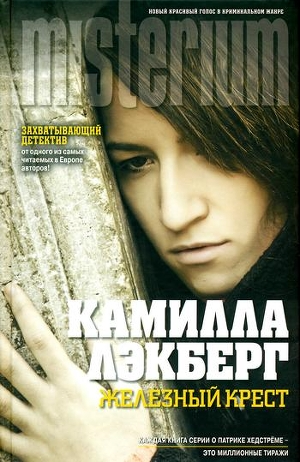 НОВЫЙ КРАСИВЫЙ ГОЛОС В КРИМИНАЛЬНОМ ЖАНРЕ
misterium
ЗАХВАТЫВАЮЩИЙ
ДЕТЕКТИВ
от одного из самых
читаемых в Европе
авторов!
КАМИЛЛА
ЛЭКБЕРГ
ЖЕЛЕЗНЫЙ КРЕСТ
КАЖДАЯ КНИГА СЕРИИ О ПАТРИКЕ ХЕДСТРЁМЕ –
ЭТО МИЛЛИОННЫЕ ТИРАЖИ